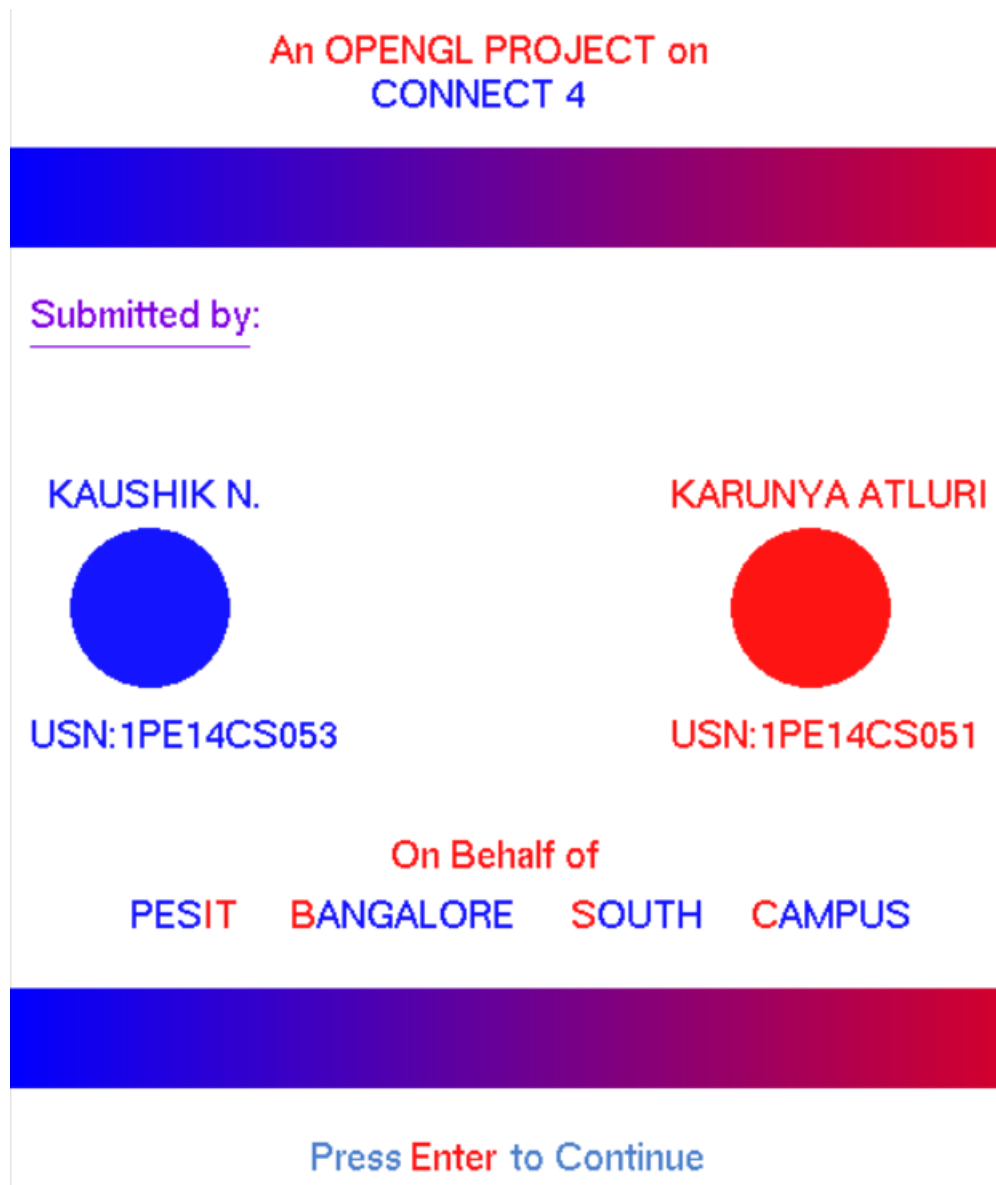 An OPENGL PROJECT on
CONNECT 4
Submitted by:
KAUSHIK N.
KARUNYA ATLURI
USN:1PE14CS053
USN:1PE14CS051
On Behalf of
PESIT BANGALORE SOUTH CAMPUS
Press Enter to Continue